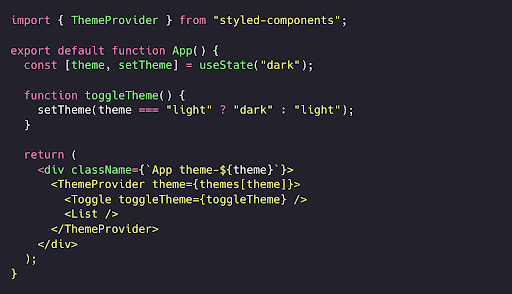 import { ThemeProvider } from "styled-components";
export default function App() {
const [theme, setTheme] = useState("dark");
function toggleTheme() {
setTheme(theme === "light" ? "dark" : "light");
}
return (
<div className={`App theme-${theme}`}>
<ThemeProvider theme={themes[theme]}>
<Toggle toggleTheme={toggleTheme} />
<List />
</ThemeProvider>
</div>
);
}